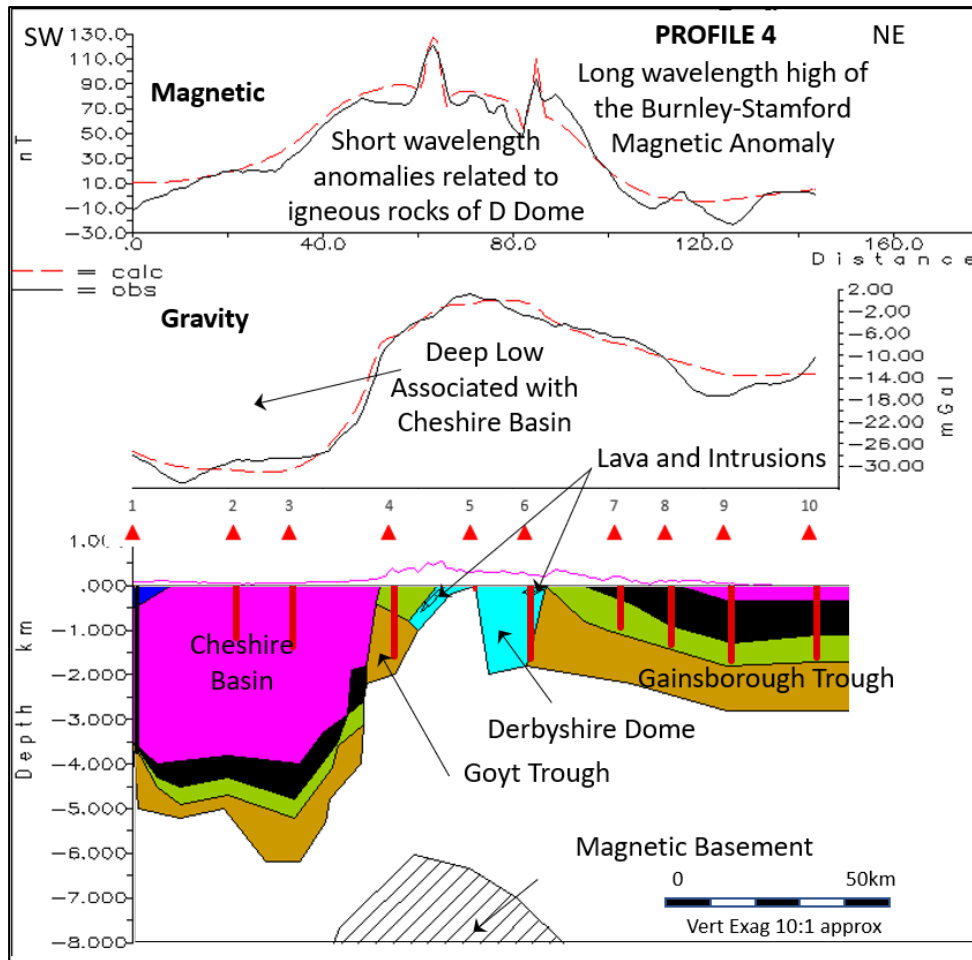 SW
PROFILE 4
NE
130.0
110.0
90.0
70.0
50.0
30.0
10.0
-10.0
-30.0
nT
Magnetic
Long wavelength high of
the Burnley-Stamford
Magnetic Anomaly
Short wavelength
anomalies related to
igneous rocks of D Dome
.0
40.0
80.0
120.0
160.0
Distance
= calc
= obs
Gravity
2.00
-2.00
-6.00
-10.00
-14.00
-18.00
-22.00
-26.00
-30.00
mGal
Deep Low
Associated with
Cheshire Basin
Lava and Intrusions
1
2
3
4
5
6
7
8
9
10
.000
-1.000
-2.000
-3.000
-4.000
-5.000
-6.000
-7.000
-8.000
Depth km
Cheshire
Basin
Gainsborough Trough
Derbyshire Dome
Goyt Trough
Magnetic Basement
0
50km
Vert Exag 10:1 approx